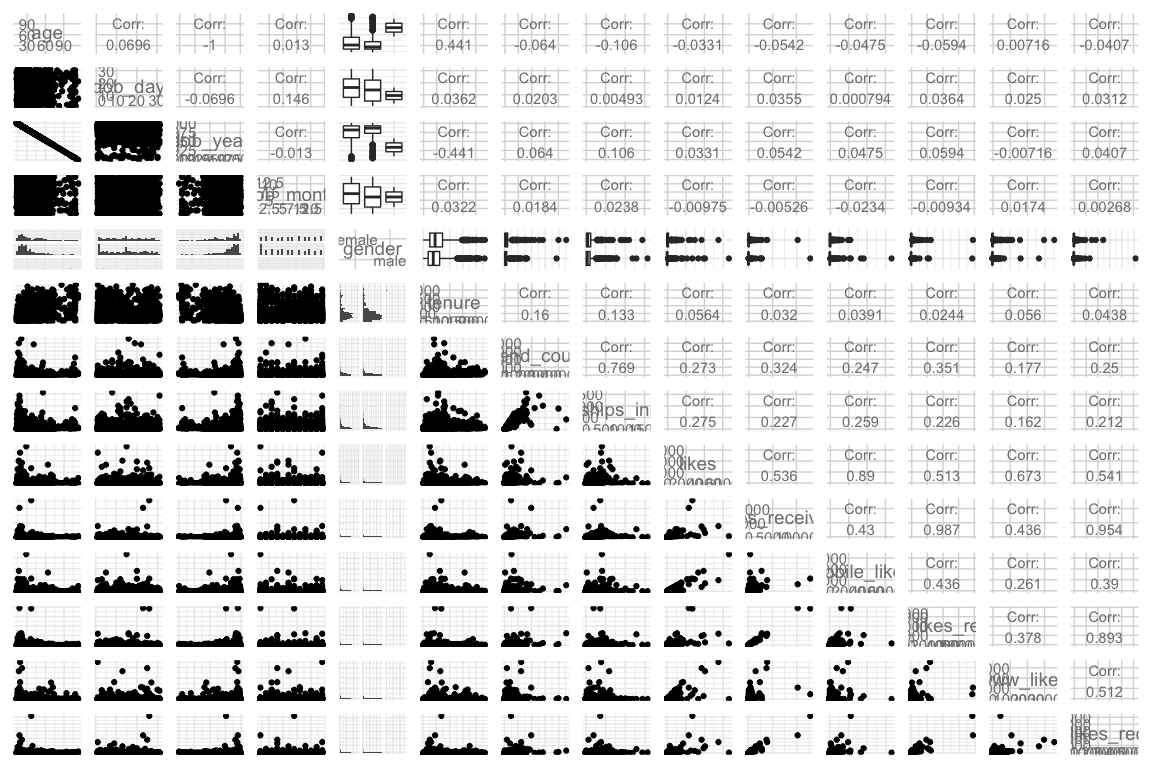 age
Corr: Corr: Corr: Corr: Corr: Corr: Corr: Corr: Corr: Corr: Corr: Corr:
0.0696 -1 0.013 0.441 -0.064 -0.106 -0.0331 -0.0542 -0.0475 -0.0594 0.00716 -0.0407
Corr: Corr: Corr: Corr: Corr: Corr: Corr: Corr: Corr: Corr: Corr:
-0.0696 0.146 0.0362 0.0203 0.00493 0.0124 0.0355 0.000794 0.0364 0.025 0.0312
Corr: Corr: Corr: Corr: Corr: Corr: Corr: Corr: Corr: Corr:
-0.013 -0.441 0.064 0.106 0.0331 0.0542 0.0475 0.0594 -0.00716 0.0407
Corr: Corr: Corr: Corr: Corr: Corr: Corr: Corr: Corr:
0.0322 0.0184 0.0238 -0.00975 -0.00526 -0.0234 -0.00934 0.0174 0.00268
emale
gender
male
enure
Corr: Corr: Corr: Corr: Corr: Corr: Corr: Corr:
0.16 0.133 0.0564 0.032 0.0391 0.0244 0.056 0.0438
end_cou
Corr: Corr: Corr: Corr: Corr: Corr: Corr:
0.769 0.273 0.324 0.247 0.351 0.177 0.25
ships_in
Corr: Corr: Corr: Corr: Corr: Corr:
0.275 0.227 0.259 0.226 0.162 0.212
likes
Corr: Corr: Corr: Corr: Corr:
0.536 0.89 0.513 0.673 0.541
s_receiv
Corr: Corr: Corr: Corr:
0.43 0.987 0.436 0.954
bile_lik
Corr: Corr: Corr:
0.436 0.261 0.39
likes_re
Corr: Corr:
0.378 0.893
ww_like
Corr:
0.512
kes_rec